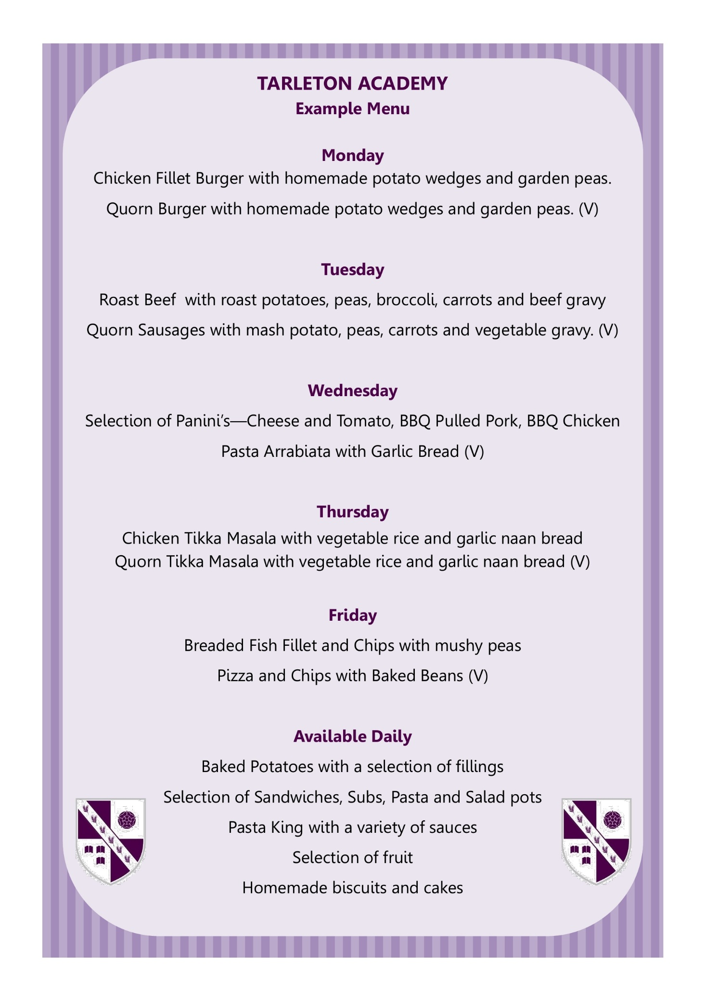 TARLETON ACADEMY
Example Menu
Monday
Chicken Fillet Burger with homemade potato wedges and garden peas.
Quorn Burger with homemade potato wedges and garden peas. (V)
Tuesday
Roast Beef  with roast potatoes, peas, broccoli, carrots and beef gravy
Quorn Sausages with mash potato, peas, carrots and vegetable gravy. (V)
Wednesday
Selection of Panini’s—Cheese and Tomato, BBQ Pulled Pork, BBQ Chicken
Pasta Arrabiata with Garlic Bread (V)
Thursday
Chicken Tikka Masala with vegetable rice and garlic naan bread
Quorn Tikka Masala with vegetable rice and garlic naan bread (V)
Friday
Breaded Fish Fillet and Chips with mushy peas
Pizza and Chips with Baked Beans (V)
Available Daily
Baked Potatoes with a selection of fillings
Selection of Sandwiches, Subs, Pasta and Salad pots
Pasta King with a variety of sauces
Selection of fruit
Homemade biscuits and cakes